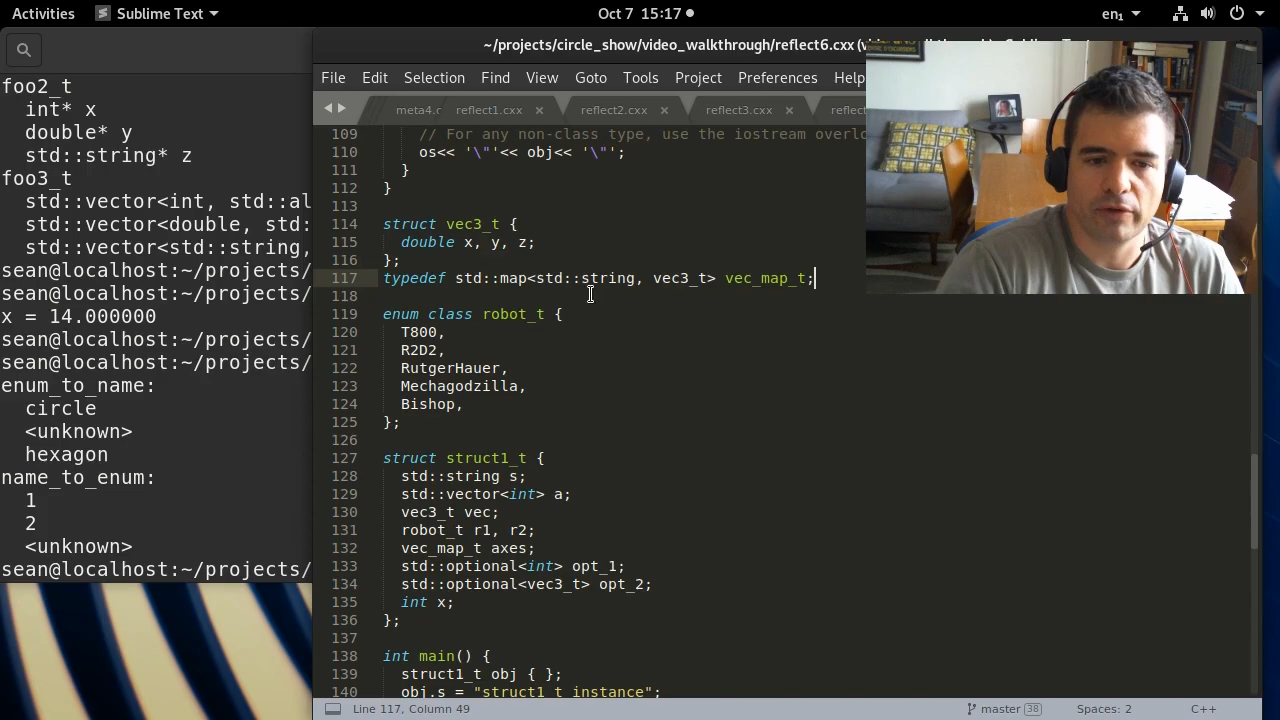 Activities
Sublime Text
Oct 7 15:17
en₁
~/projects/circle_show/video_walkthrough/reflect6.cxx
File Edit Selection Find View Goto Tools Project Preferences Help
meta4.c reflect1.cxx × reflect2.cxx × reflect3.cxx × reflect
foo2_t
int* x
double* y
std::string* z
foo3_t
std::vector<int, std::al
std::vector<double, std:
std::vector<std::string,
sean@localhost:~/projects/
sean@localhost:~/projects/
x = 14.000000
sean@localhost:~/projects/
sean@localhost:~/projects/
enum_to_name:
circle
<unknown>
hexagon
name_to_enum:
1
2
<unknown>
sean@localhost:~/projects/
109 // For any non-class type, use the iostream overlo
110 os<< '\"'<< obj<< '\"';
111 }
112 }
113
114 struct vec3_t {
115 double x, y, z;
116 };
117 typedef std::map<std::string, vec3_t> vec_map_t;
118
119 enum class robot_t {
120 T800,
121 R2D2,
122 RutgerHauer,
123 Mechagodzilla,
124 Bishop,
125 };
126
127 struct struct1_t {
128 std::string s;
129 std::vector<int> a;
130 vec3_t vec;
131 robot_t r1, r2;
132 vec_map_t axes;
133 std::optional<int> opt_1;
134 std::optional<vec3_t> opt_2;
135 int x;
136 };
137
138 int main() {
139 struct1_t obj { };
140 obj.s = "struct1_t instance";
Line 117, Column 49
master 38
Spaces: 2
C++